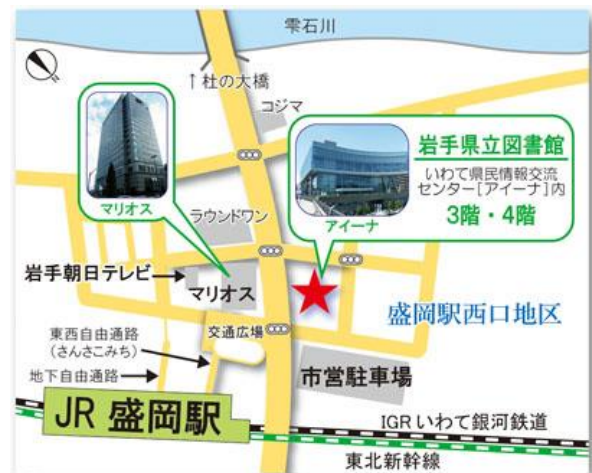 雫石川
↑杜の大橋
コジマ
マリオス
岩手県立図書館
いわて県民情報交流
センター[アイーナ]内
3階・4階
アイーナ
ラウンドワン
岩手朝日テレビ→
マリオス
盛岡駅西口地区
交通広場
東西自由通路
(さんさこみち)
地下自由通路→
市営駐車場
JR 盛岡駅
IGRいわて銀河鉄道
東北新幹線